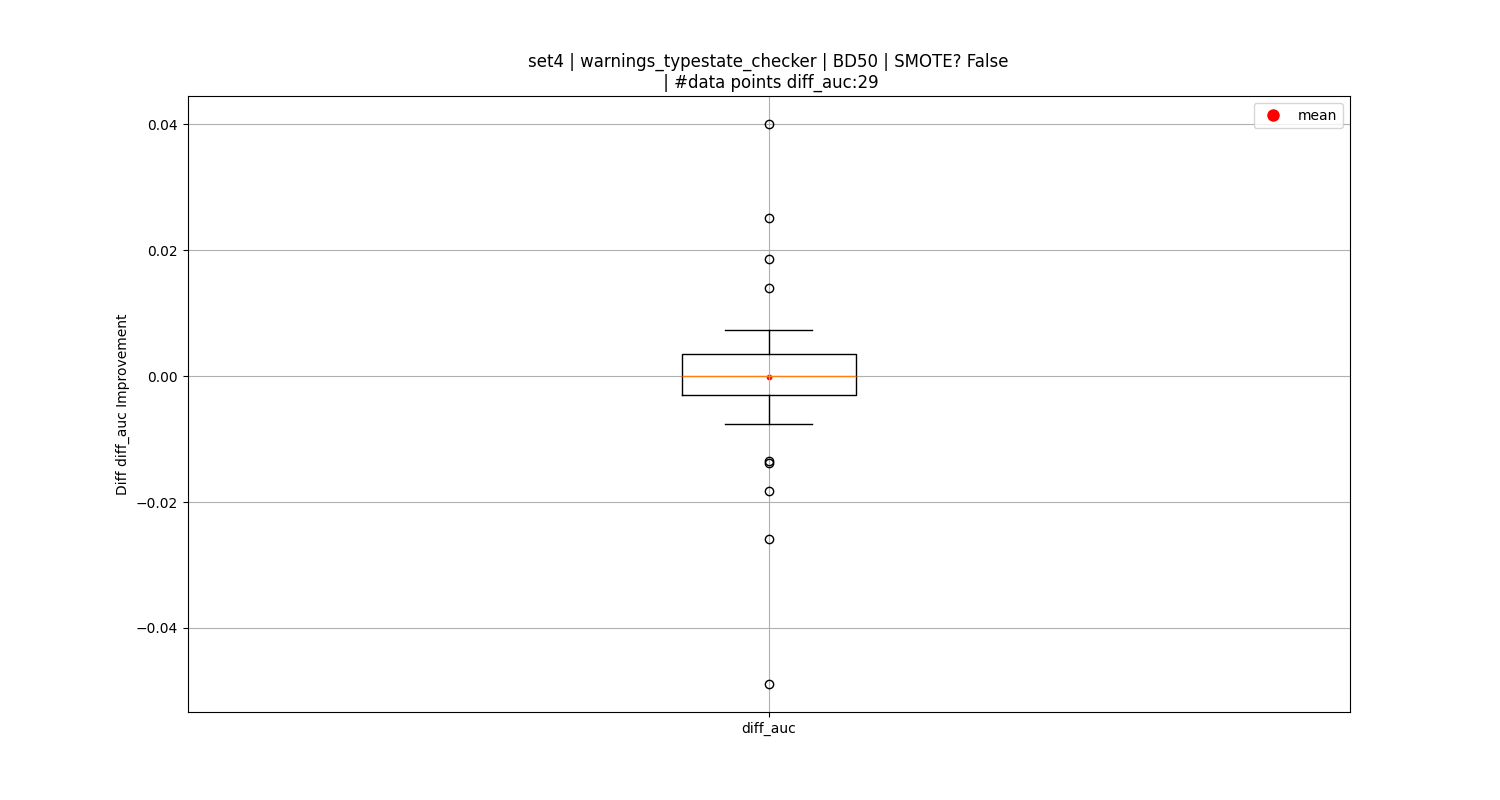 set4 | warnings_typestate_checker | BD50 | SMOTE? False
| #data points diff_auc:29
mean
0.04
0.02
0.00
−0.02
−0.04
Diff diff_auc Improvement
diff_auc